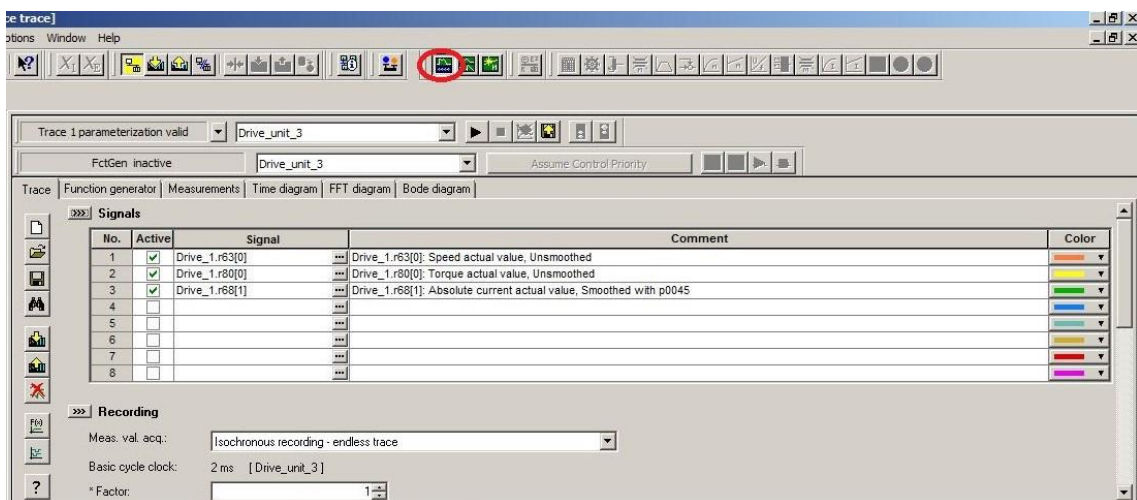 ce trace]
ptions Window Help
Trace 1 parameterization valid Drive_unit_3
FctGen inactive Drive_unit_3 Assume Control Priority
Trace Function generator Measurements Time diagram FFT diagram Bode diagram
Signals
No. Active Signal Comment Color
1 Drive_1.r63[0] Drive_1.r63[0]: Speed actual value, Unsmoothed
2 Drive_1.r80[0] Drive_1.r80[0]: Torque actual value, Unsmoothed
3 Drive_1.r68[1] Drive_1.r68[1]: Absolute current actual value, Smoothed with p0045
4
5
6
7
8
Recording
Meas. val. acq.: Isochronous recording - endless trace
Basic cycle clock: 2 ms [ Drive_unit_3 ]
* Factor: 1